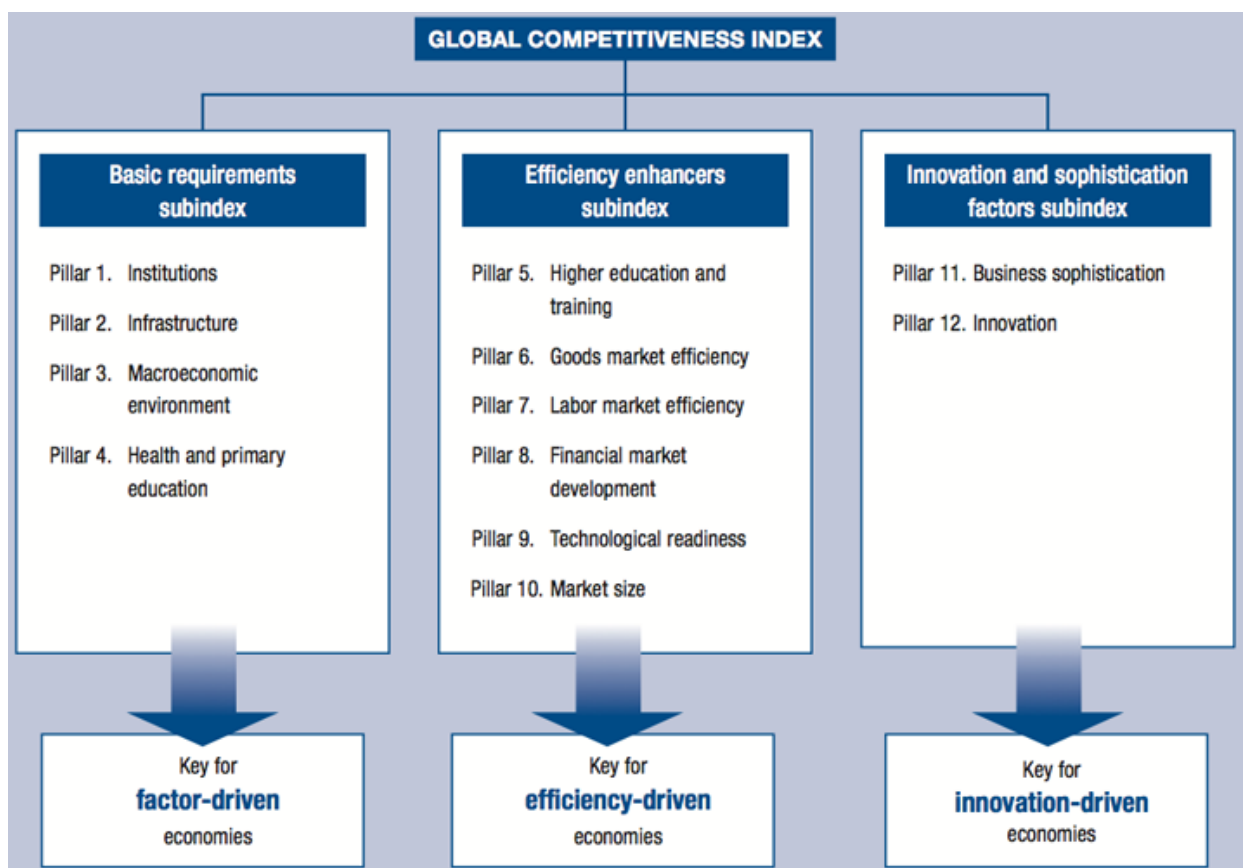 GLOBAL COMPETITIVENESS INDEX
Basic requirements
subindex
Pillar 1. Institutions
Pillar 2. Infrastructure
Pillar 3. Macroeconomic
environment
Pillar 4. Health and primary
education
Key for
factor-driven
economies
Efficiency enhancers
subindex
Pillar 5. Higher education and
training
Pillar 6. Goods market efficiency
Pillar 7. Labor market efficiency
Pillar 8. Financial market
development
Pillar 9. Technological readiness
Pillar 10. Market size
Key for
efficiency-driven
economies
Innovation and sophistication
factors subindex
Pillar 11. Business sophistication
Pillar 12. Innovation
Key for
innovation-driven
economies